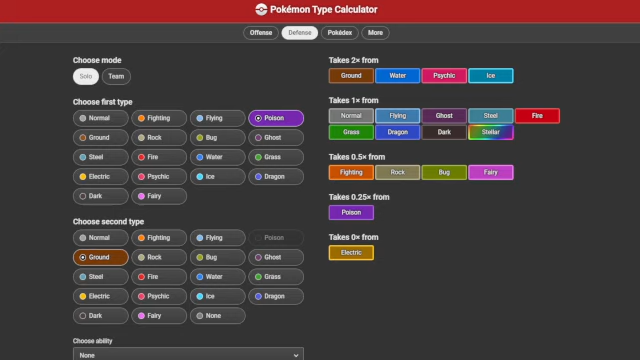 Pokémon Type Calculator
Offense Defense Pokédex More
Choose mode
Solo Team
Choose first type
Normal Fighting Flying Poison
Ground Rock Bug Ghost
Steel Fire Water Grass
Electric Psychic Ice Dragon
Dark Fairy
Choose second type
Normal Fighting Flying Poison
Ground Rock Bug Ghost
Steel Fire Water Grass
Electric Psychic Ice Dragon
Dark Fairy None
Choose ability
None
Takes 2× from
Ground Water Psychic Ice
Takes 1× from
Normal Flying Ghost Steel Fire
Grass Dragon Dark Stellar
Takes 0.5× from
Fighting Rock Bug Fairy
Takes 0.25× from
Poison
Takes 0× from
Electric